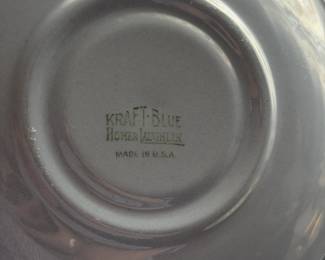 KRAFT·BLUE
HOMER LAUGHLIN
MADE IN U.S.A.